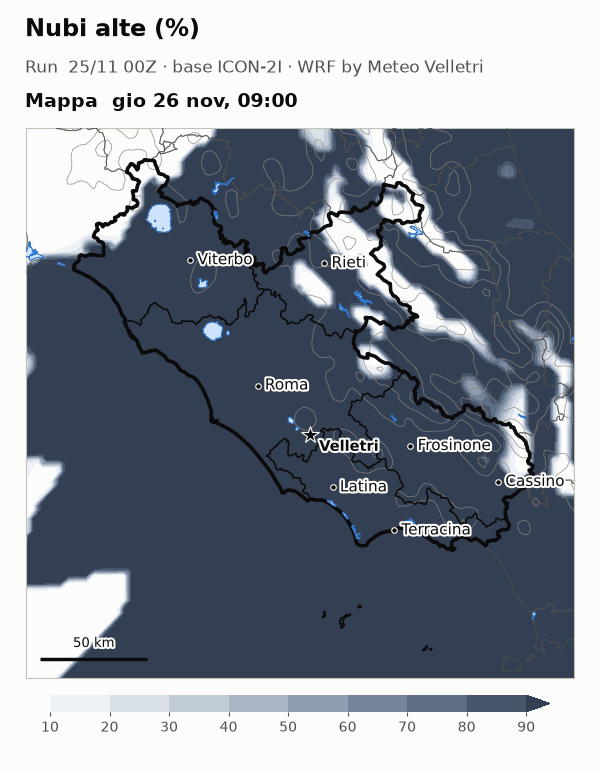 Nubi alte (%)
Run  25/11 00Z · base ICON-2I · WRF by Meteo Velletri
Mappa  gio 26 nov, 09:00
Viterbo
Rieti
Roma
Velletri
Frosinone
Cassino
Latina
Terracina
50 km
10 20 30 40 50 60 70 80 90